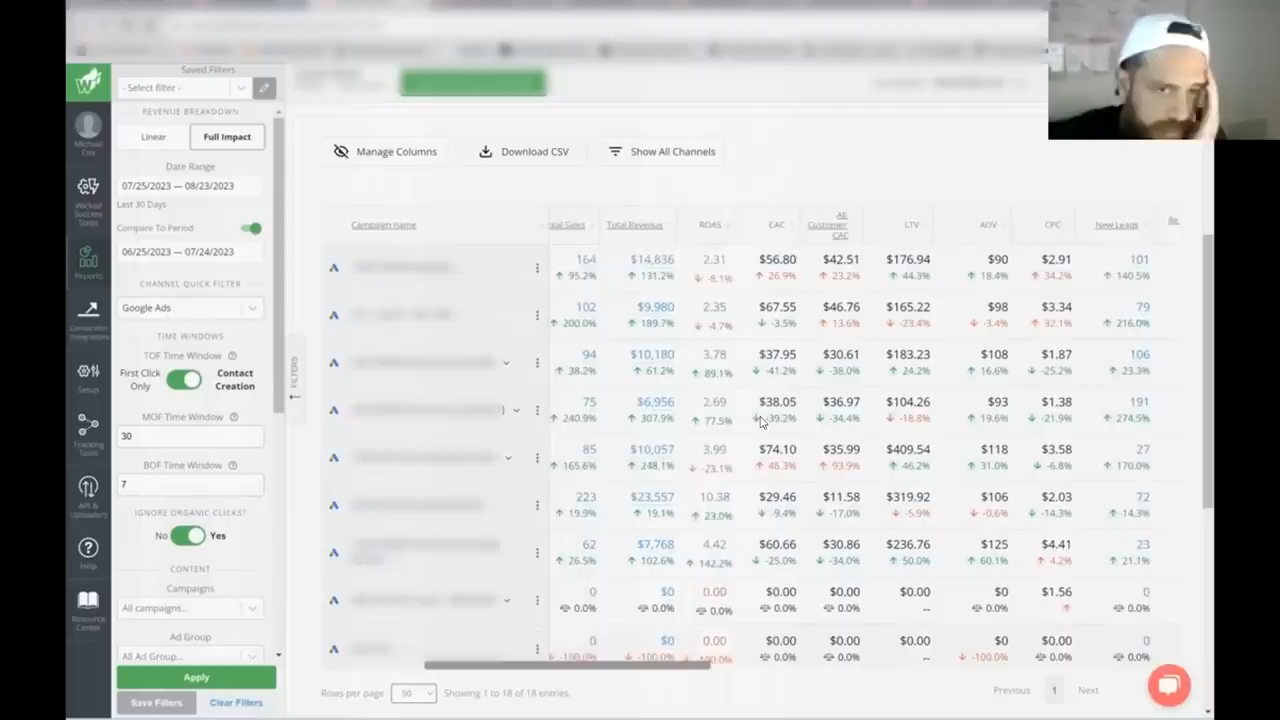 Saved Filters
- Select filter -
REVENUE BREAKDOWN
Linear Full Impact
Date Range
07/25/2023 — 08/23/2023
Last 30 Days
Compare To Period
06/25/2023 — 07/24/2023
CHANNEL QUICK FILTER
Google Ads
TIME WINDOWS
TOF Time Window
First Click Only Contact Creation
MOF Time Window
30
BOF Time Window
7
IGNORE ORGANIC CLICKS?
No Yes
CONTENT
Campaigns
All campaigns...
Ad Group
All Ad Group...
Apply
Save Filters Clear Filters
Michael Cox
Wicked Success Steps
Reports
Conversion Integrations
Setup
Tracking Tools
API & Uploaders
Help
Resource Center
FILTERS
Manage Columns Download CSV Show All Channels
Campaign name otal Sales Total Revenue ROAS CAC All Customer CAC LTV AOV CPC New Leads Re
164 $14,836 2.31 $56.80 $42.51 $176.94 $90 $2.91 101
95.2% 131.2% -8.1% 26.9% 23.2% 44.3% 18.4% 34.2% 140.5%
102 $9,980 2.35 $67.55 $46.76 $165.22 $98 $3.34 79
200.0% 189.7% -4.7% -3.5% 13.6% -23.4% -3.4% 32.1% 216.0%
94 $10,180 3.78 $37.95 $30.61 $183.23 $108 $1.87 106
38.2% 61.2% 89.1% -41.2% -38.0% 24.2% 16.6% -25.2% 23.3%
75 $6,956 2.69 $38.05 $36.97 $104.26 $93 $1.38 191
240.9% 307.9% 77.5% -39.2% -34.4% -18.8% 19.6% -21.9% 274.5%
85 $10,057 3.99 $74.10 $35.99 $409.54 $118 $3.58 27
165.6% 248.1% -23.1% 46.3% 93.9% 46.2% 31.0% -6.8% 170.0%
223 $23,557 10.38 $29.46 $11.58 $319.92 $106 $2.03 72
19.9% 19.1% 23.0% -9.4% -17.0% -5.9% -0.6% -14.3% 14.3%
62 $7,768 4.42 $60.66 $30.86 $236.76 $125 $4.41 23
26.5% 102.6% 142.2% -25.0% -34.0% 50.0% 60.1% 4.2% 21.1%
0 $0 0.00 $0.00 $0.00 $0.00 $0 $1.56 0
0.0% 0.0% 0.0% 0.0% 0.0% -- 0.0% 0.0%
0 $0 0.00 $0.00 $0.00 $0.00 $0 $0.00 0
-100.0% -100.0% -100.0% 0.0% 0.0% -- -100.0% 0.0% 0.0%
Rows per page 50 Showing 1 to 18 of 18 entries. Previous 1 Next